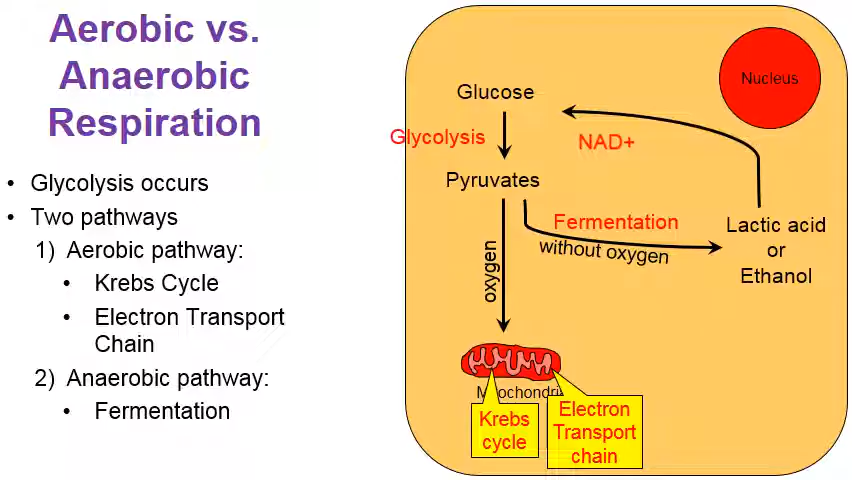 Aerobic vs.
Anaerobic
Respiration
• Glycolysis occurs
• Two pathways
1) Aerobic pathway:
• Krebs Cycle
• Electron Transport
Chain
2) Anaerobic pathway:
• Fermentation
Nucleus
Glucose
Glycolysis
NAD+
Pyruvates
Fermentation
without oxygen
Lactic acid
or
Ethanol
oxygen
Mitochondri
Krebs
cycle
Electron
Transport
chain